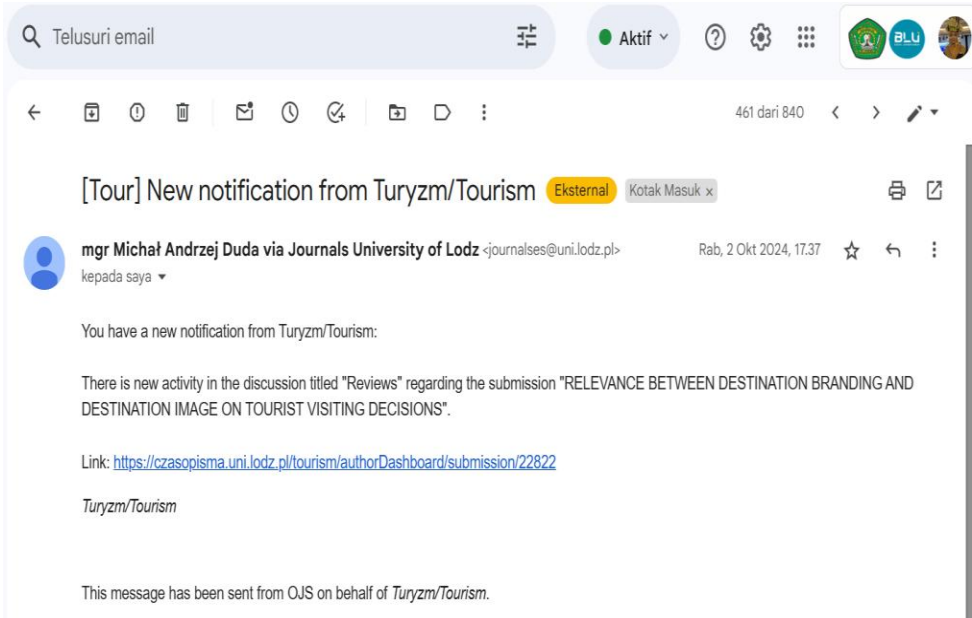 Telusuri email
Aktif
BLU
461 dari 840
[Tour] New notification from Turyzm/Tourism Eksternal Kotak Masuk x
mgr Michał Andrzej Duda via Journals University of Lodz <journalses@uni.lodz.pl> Rab, 2 Okt 2024, 17.37
kepada saya
You have a new notification from Turyzm/Tourism:
There is new activity in the discussion titled "Reviews" regarding the submission "RELEVANCE BETWEEN DESTINATION BRANDING AND
DESTINATION IMAGE ON TOURIST VISITING DECISIONS".
Link: https://czasopisma.uni.lodz.pl/tourism/authorDashboard/submission/22822
Turyzm/Tourism
This message has been sent from OJS on behalf of Turyzm/Tourism.